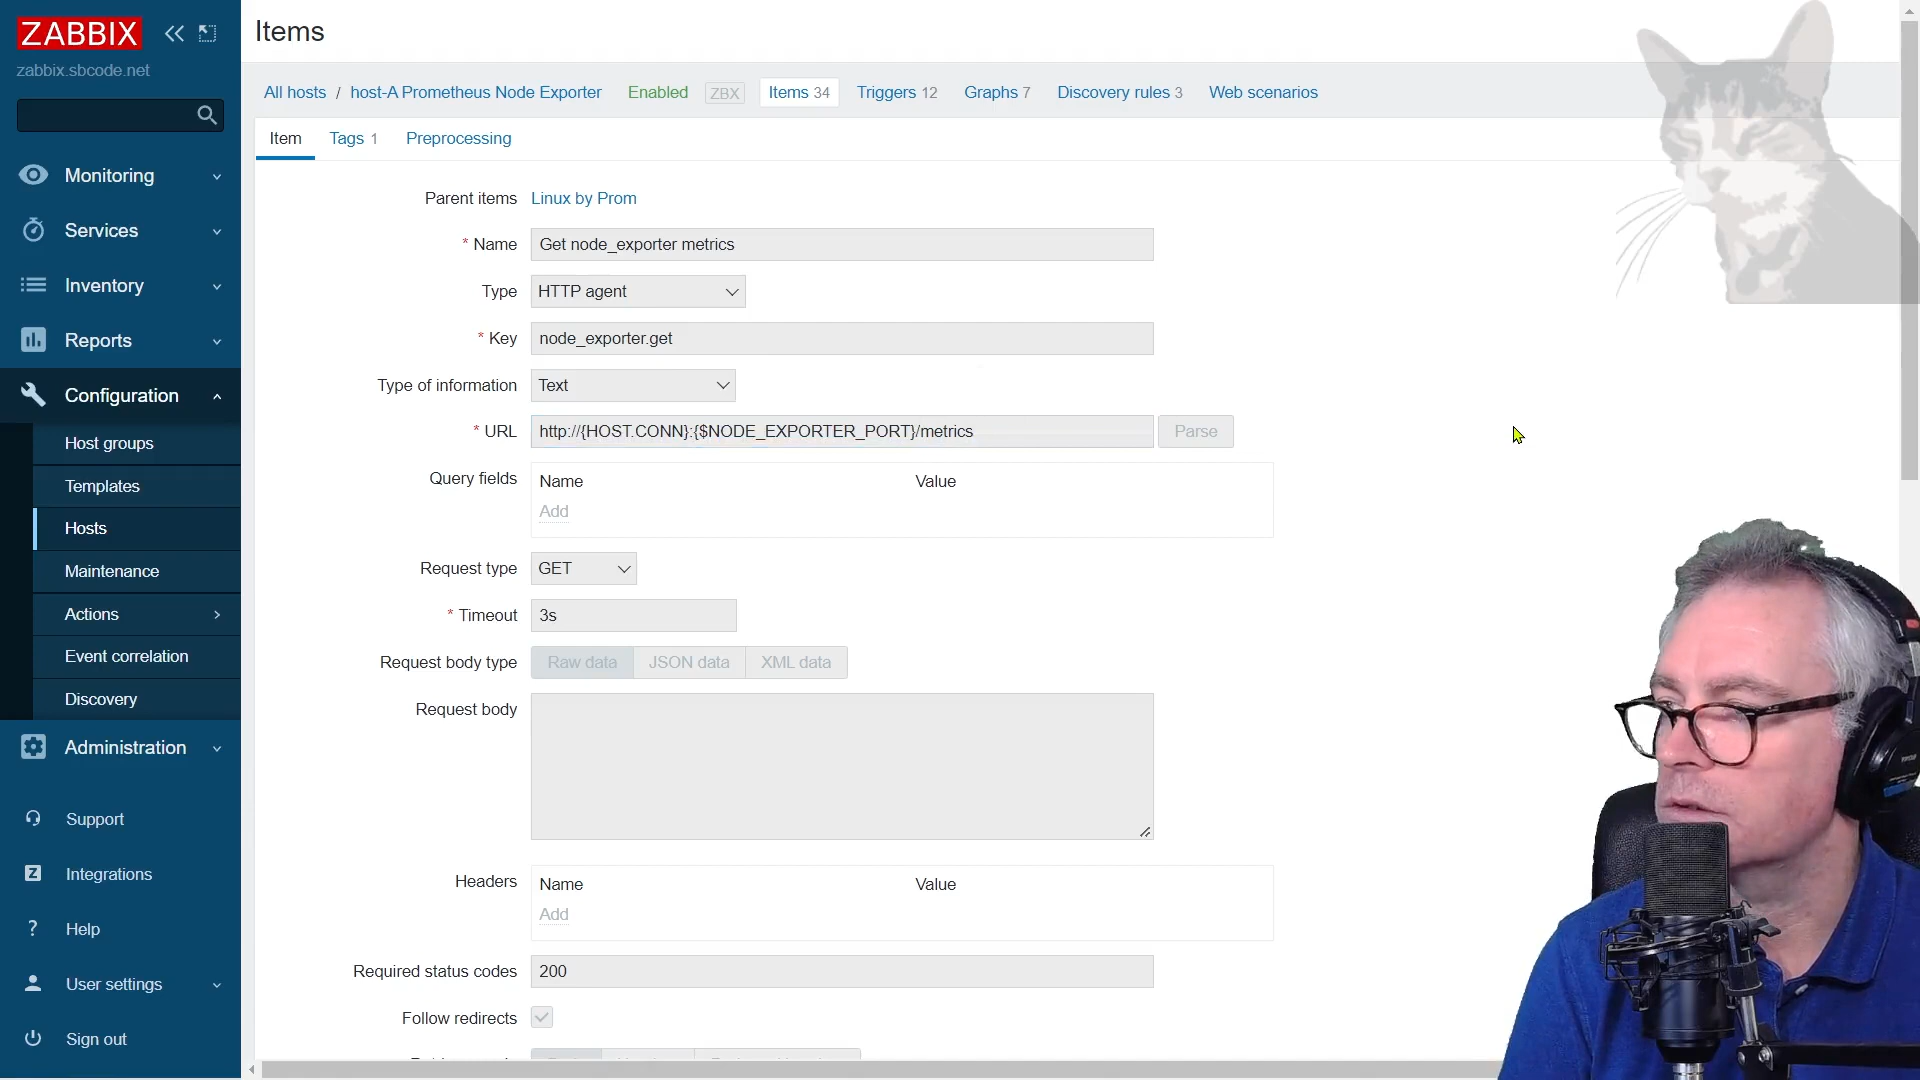 ZABBIX
zabbix.sbcode.net
Monitoring
Services
Inventory
Reports
Configuration
Host groups
Templates
Hosts
Maintenance
Actions
Event correlation
Discovery
Administration
Support
Z Integrations
? Help
User settings
Sign out
Items
All hosts / host-A Prometheus Node Exporter Enabled ZBX Items 34 Triggers 12 Graphs 7 Discovery rules 3 Web scenarios
Item Tags 1 Preprocessing
Parent items Linux by Prom
* Name Get node_exporter metrics
Type HTTP agent
* Key node_exporter.get
Type of information Text
* URL http://{HOST.CONN}:{$NODE_EXPORTER_PORT}/metrics Parse
Query fields Name Value
Add
Request type GET
* Timeout 3s
Request body type Raw data JSON data XML data
Request body
Headers Name Value
Add
Required status codes 200
Follow redirects